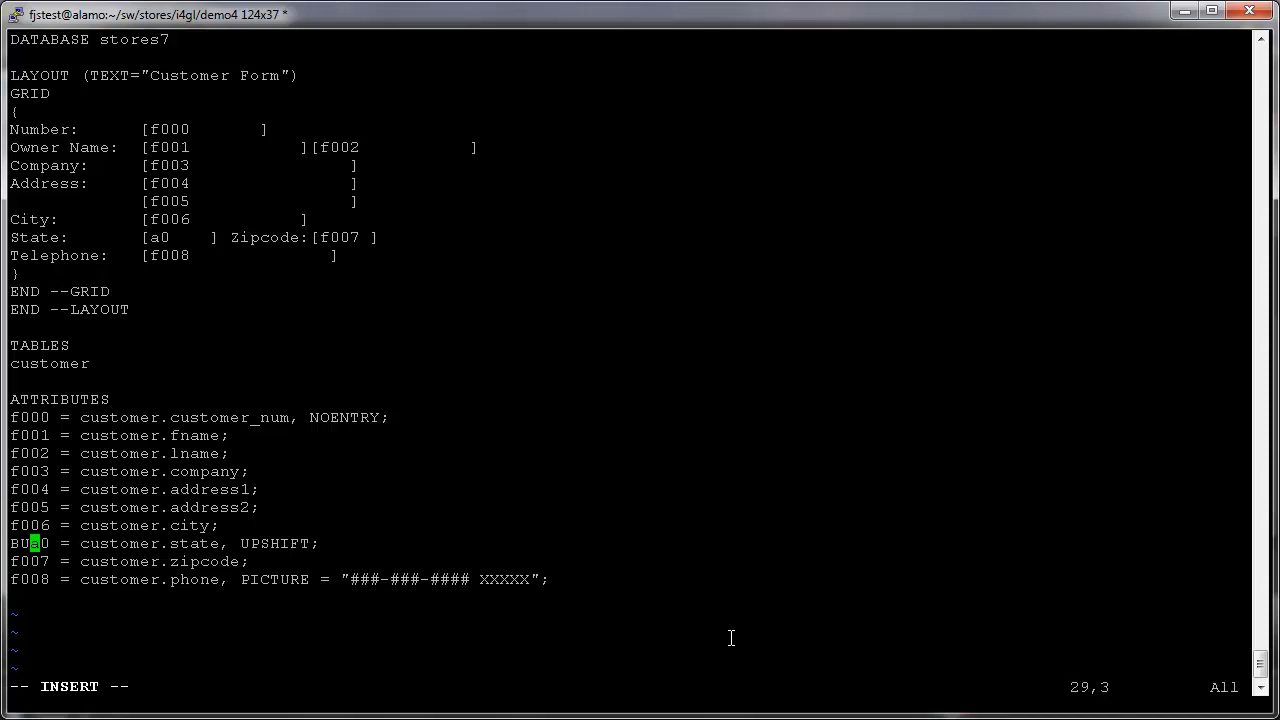 fjstest@alamo:~/sw/stores/i4gl/demo4 124x37 *
DATABASE stores7
LAYOUT (TEXT="Customer Form")
GRID
{
Number: [f000 ]
Owner Name: [f001 ][f002 ]
Company: [f003 ]
Address: [f004 ]
[f005 ]
City: [f006 ]
State: [a0 ] Zipcode:[f007 ]
Telephone: [f008 ]
}
END --GRID
END --LAYOUT
TABLES
customer
ATTRIBUTES
f000 = customer.customer_num, NOENTRY;
f001 = customer.fname;
f002 = customer.lname;
f003 = customer.company;
f004 = customer.address1;
f005 = customer.address2;
f006 = customer.city;
BUa0 = customer.state, UPSHIFT;
f007 = customer.zipcode;
f008 = customer.phone, PICTURE = "###-###-#### XXXXX";
~
~
~
~
-- INSERT -- 29,3 All